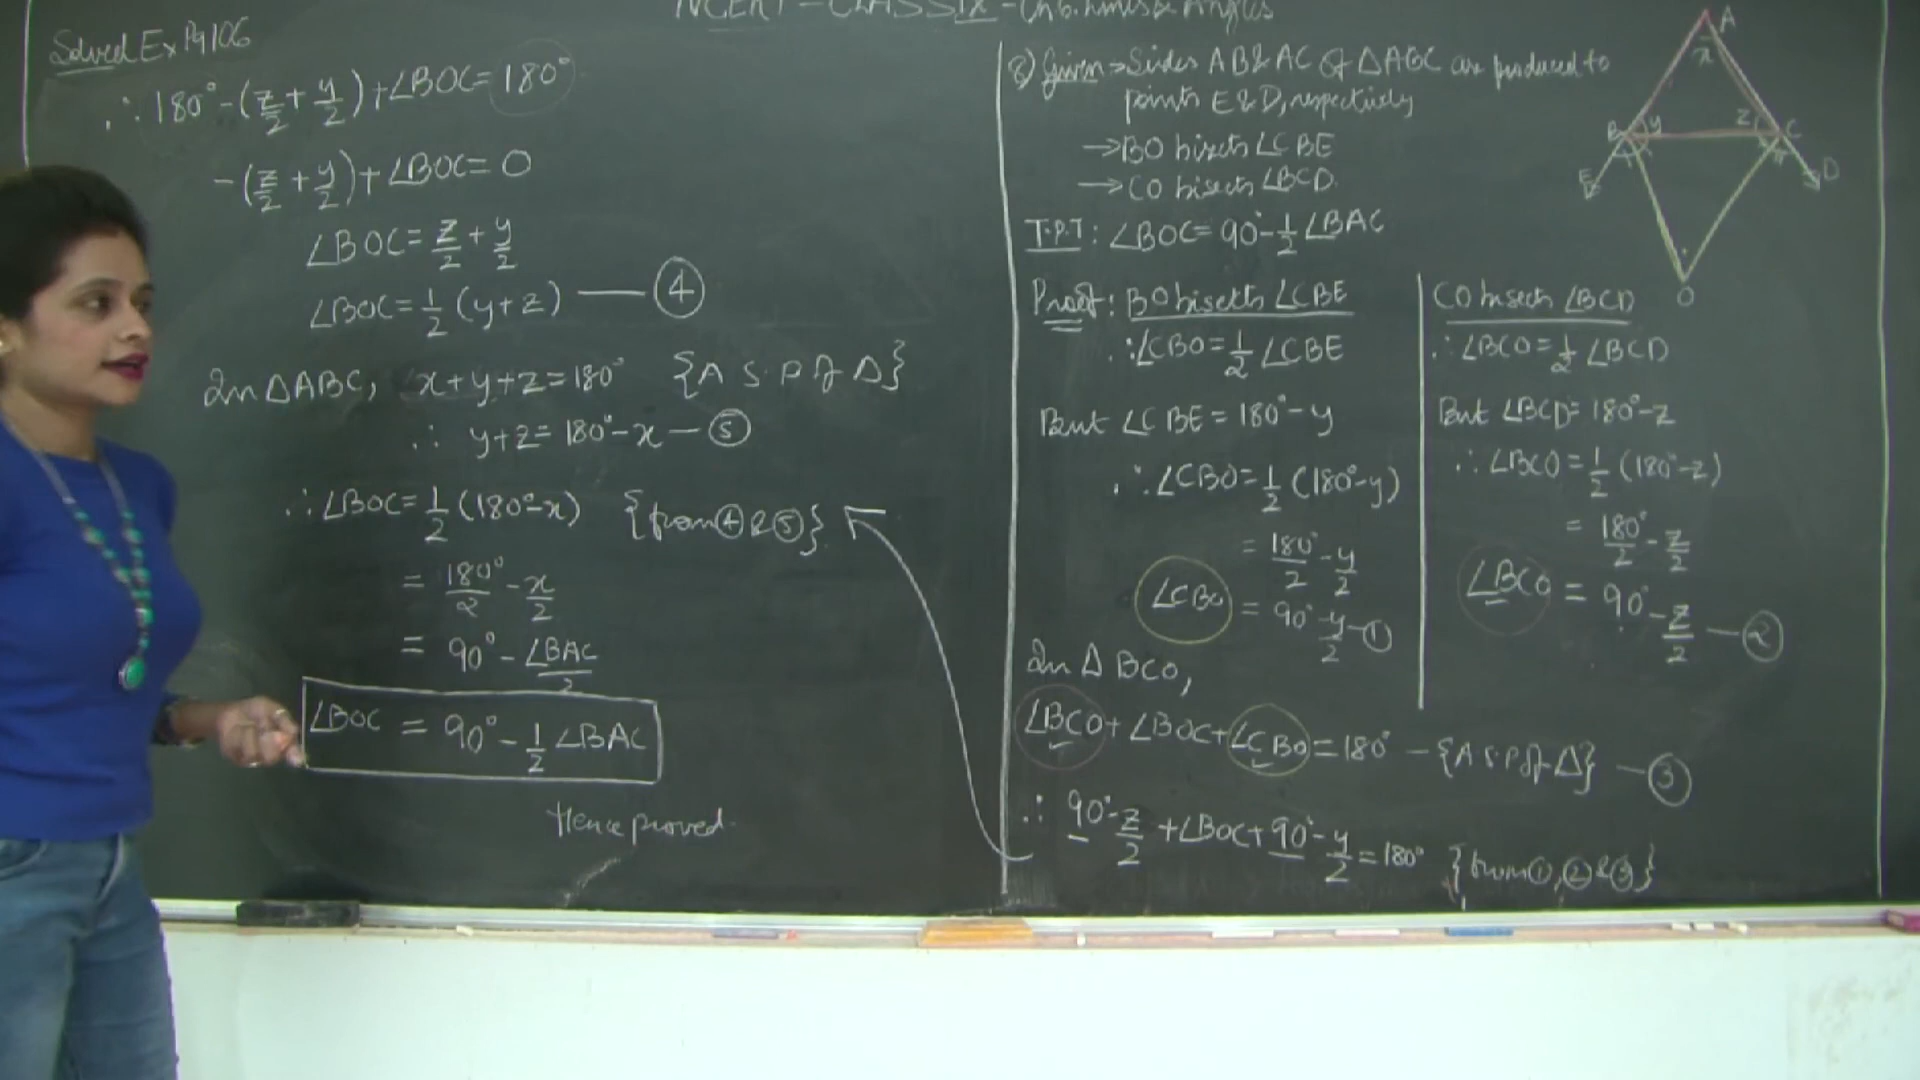 NCERT - CLASS IX - Ch 6. Lines & Angles
Solved Ex Pg 106
8) Given → Sides AB & AC of △ABC are produced to
points E & D, respectively
→ BO bisects ∠CBE
→ CO bisects ∠BCD.
T.P.T : ∠BOC = 90° - 1/2 ∠BAC
A
x
B y z C
E D
O
Proof : BO bisects ∠CBE
∴ ∠CBO = 1/2 ∠CBE
But ∠CBE = 180° - y
∴ ∠CBO = 1/2 (180° - y)
= 180°/2 - y/2
∠CBO = 90° - y/2 — ①
CO bisects ∠BCD
∴ ∠BCO = 1/2 ∠BCD
But ∠BCD = 180° - z
∴ ∠BCO = 1/2 (180° - z)
= 180°/2 - z/2
∠BCO = 90° - z/2 — ②
In △ BCO,
∠BCO + ∠BOC + ∠CBO = 180° - {A S.P of △} — ③
∴ 90° - z/2 + ∠BOC + 90° - y/2 = 180° {from ①, ② & ③}
∴ 180° - (z/2 + y/2) + ∠BOC = 180°
- (z/2 + y/2) + ∠BOC = 0
∠BOC = z/2 + y/2
∠BOC = 1/2 (y + z) — ④
In △ABC, x + y + z = 180° {A S.P of △}
∴ y + z = 180° - x — ⑤
∴ ∠BOC = 1/2 (180° - x) {from ④ & ⑤}
= 180°/2 - x/2
= 90° - ∠BAC/2
∠BOC = 90° - 1/2 ∠BAC
Hence proved.